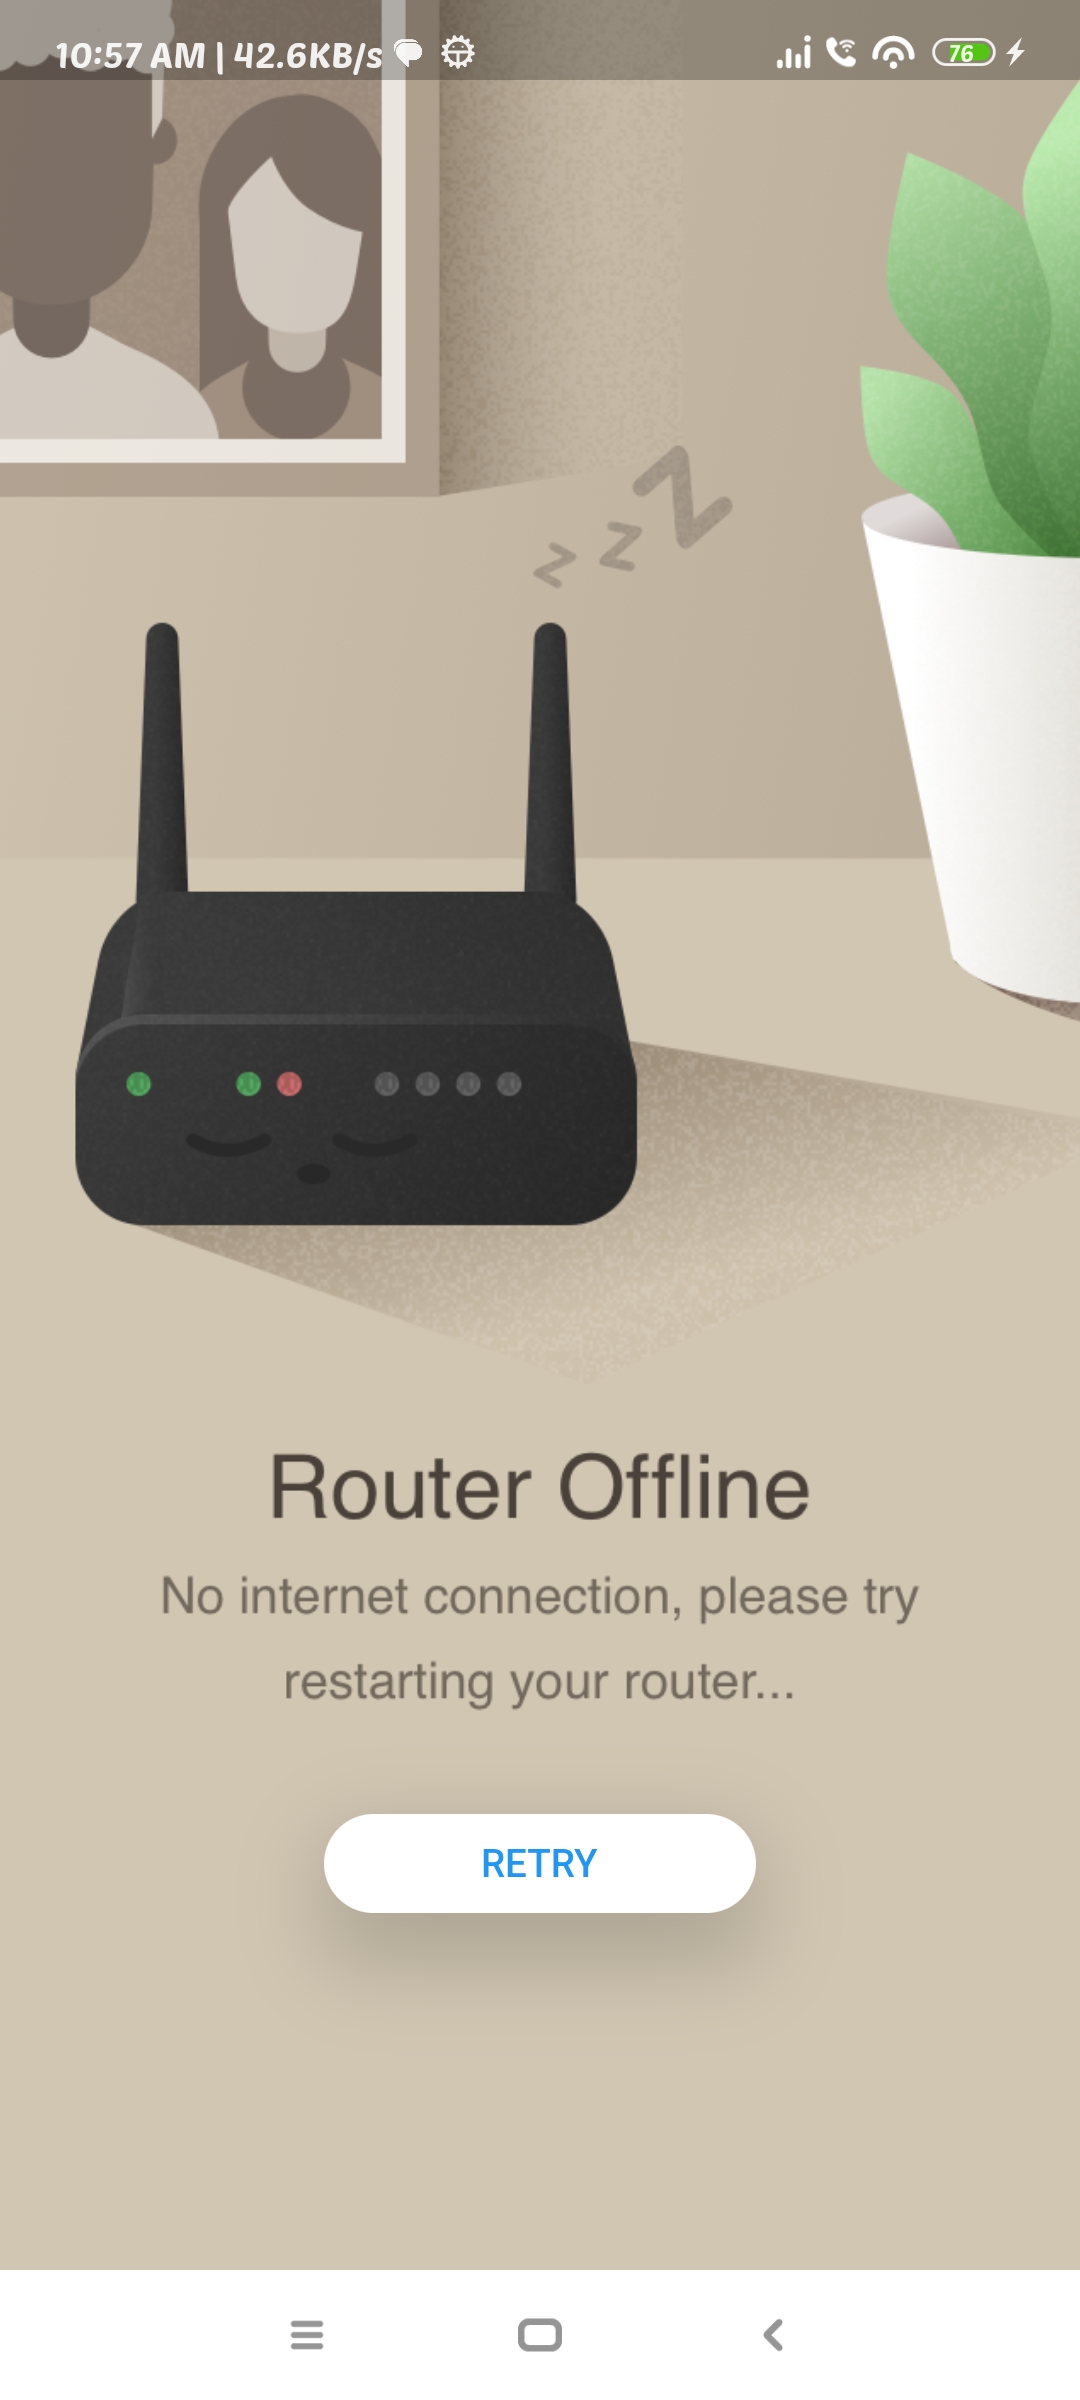 10:57 AM | 42.6KB/s
76
z z Z
Router Offline
No internet connection, please try
restarting your router...
RETRY